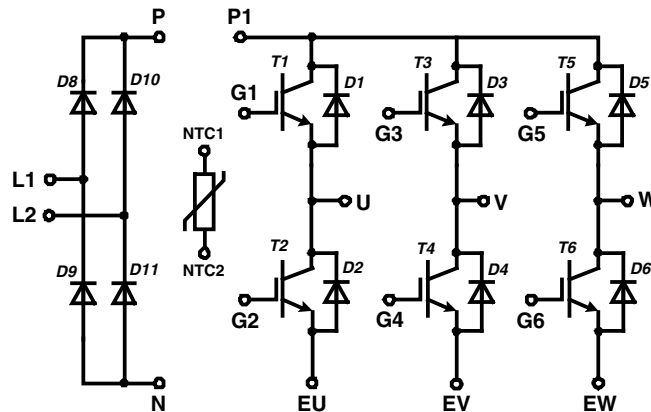 P P1
D8 D10 T1 D1 T3 D3 T5 D5
G1 G3 G5
NTC1
L1
L2 U V W
D9 D11 NTC2 T2 D2 T4 D4 T6 D6
G2 G4 G6
N EU EV EW